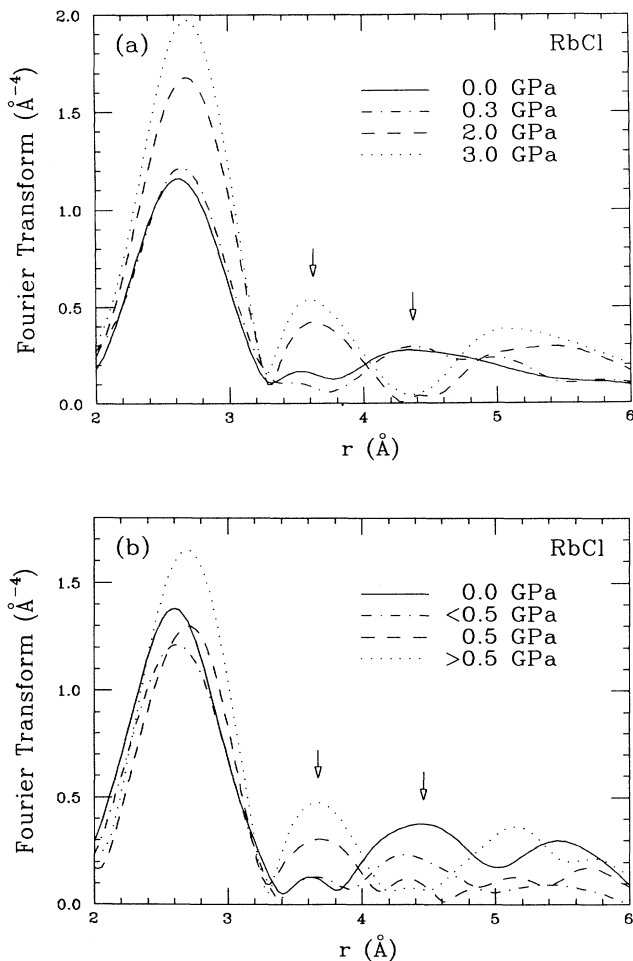 (a)
RbCl
0.0 GPa
0.3 GPa
2.0 GPa
3.0 GPa
Fourier Transform (Å⁻⁴)
2.0
1.5
1.0
0.5
0.0
2 3 4 5 6
r (Å)
(b)
RbCl
0.0 GPa
<0.5 GPa
0.5 GPa
>0.5 GPa
Fourier Transform (Å⁻⁴)
1.5
1.0
0.5
0.0
2 3 4 5 6
r (Å)